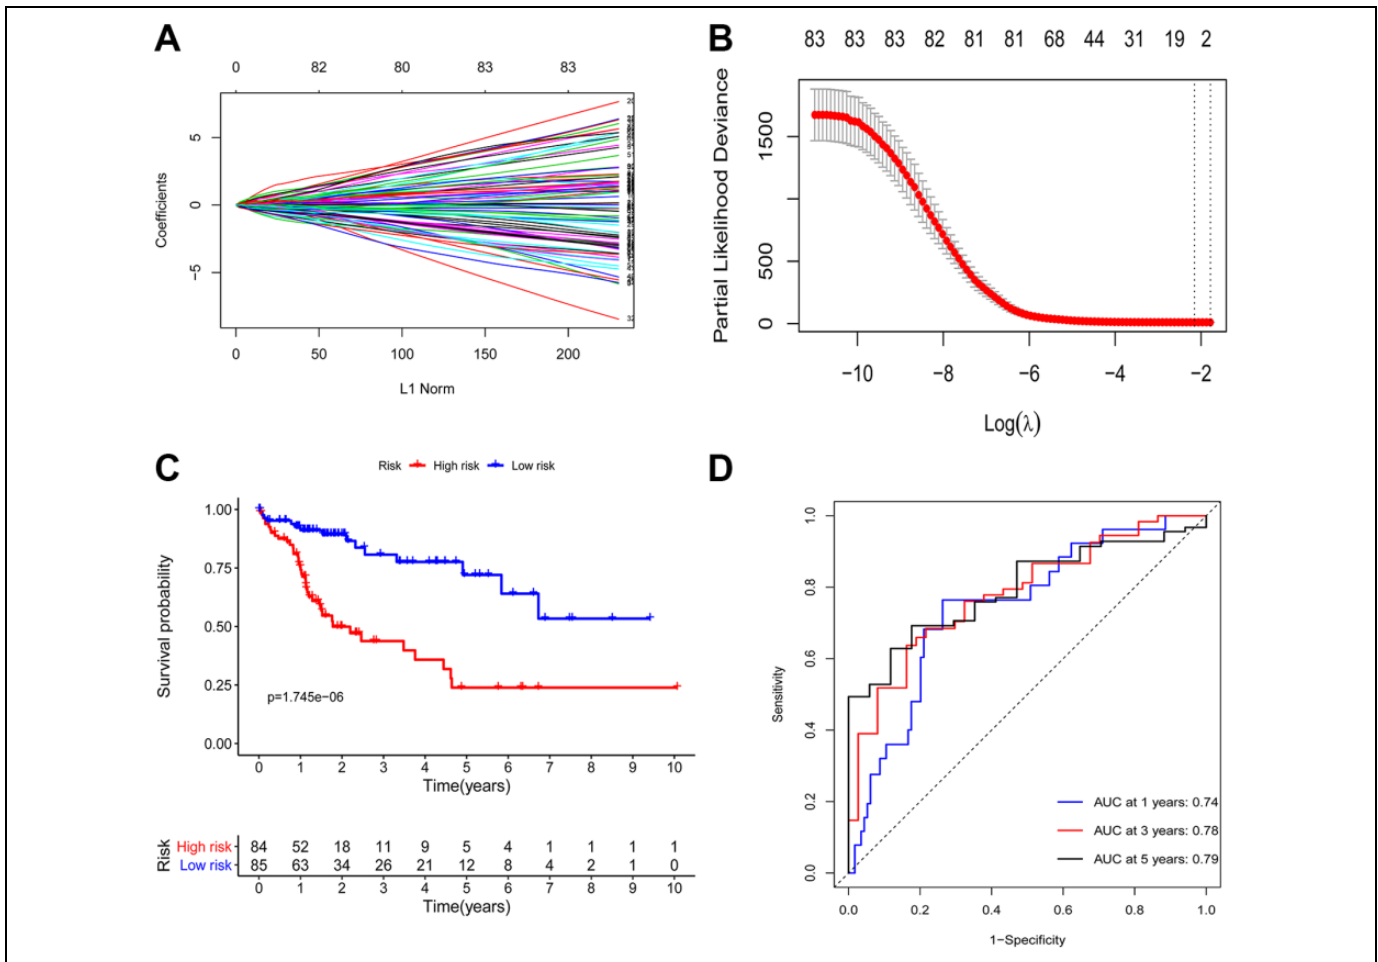 A
0 82 80 83 83
5
0
−5
Coefficients
0 50 100 150 200
L1 Norm
B
83 83 83 82 81 81 68 44 31 19 2
Partial Likelihood Deviance
1500
500
0
−10 −8 −6 −4 −2
Log(λ)
C
Risk High risk Low risk
Survival probability
1.00
0.75
0.50
0.25
0.00
p=1.745e−06
0 1 2 3 4 5 6 7 8 9 10
Time(years)
Risk
High risk 84 52 18 11 9 5 4 1 1 1 1
Low risk 85 63 34 26 21 12 8 4 2 1 0
0 1 2 3 4 5 6 7 8 9 10
Time(years)
D
Sensitivity
1.0
0.8
0.6
0.4
0.2
0.0
AUC at 1 years: 0.74
AUC at 3 years: 0.78
AUC at 5 years: 0.79
0.0 0.2 0.4 0.6 0.8 1.0
1−Specificity